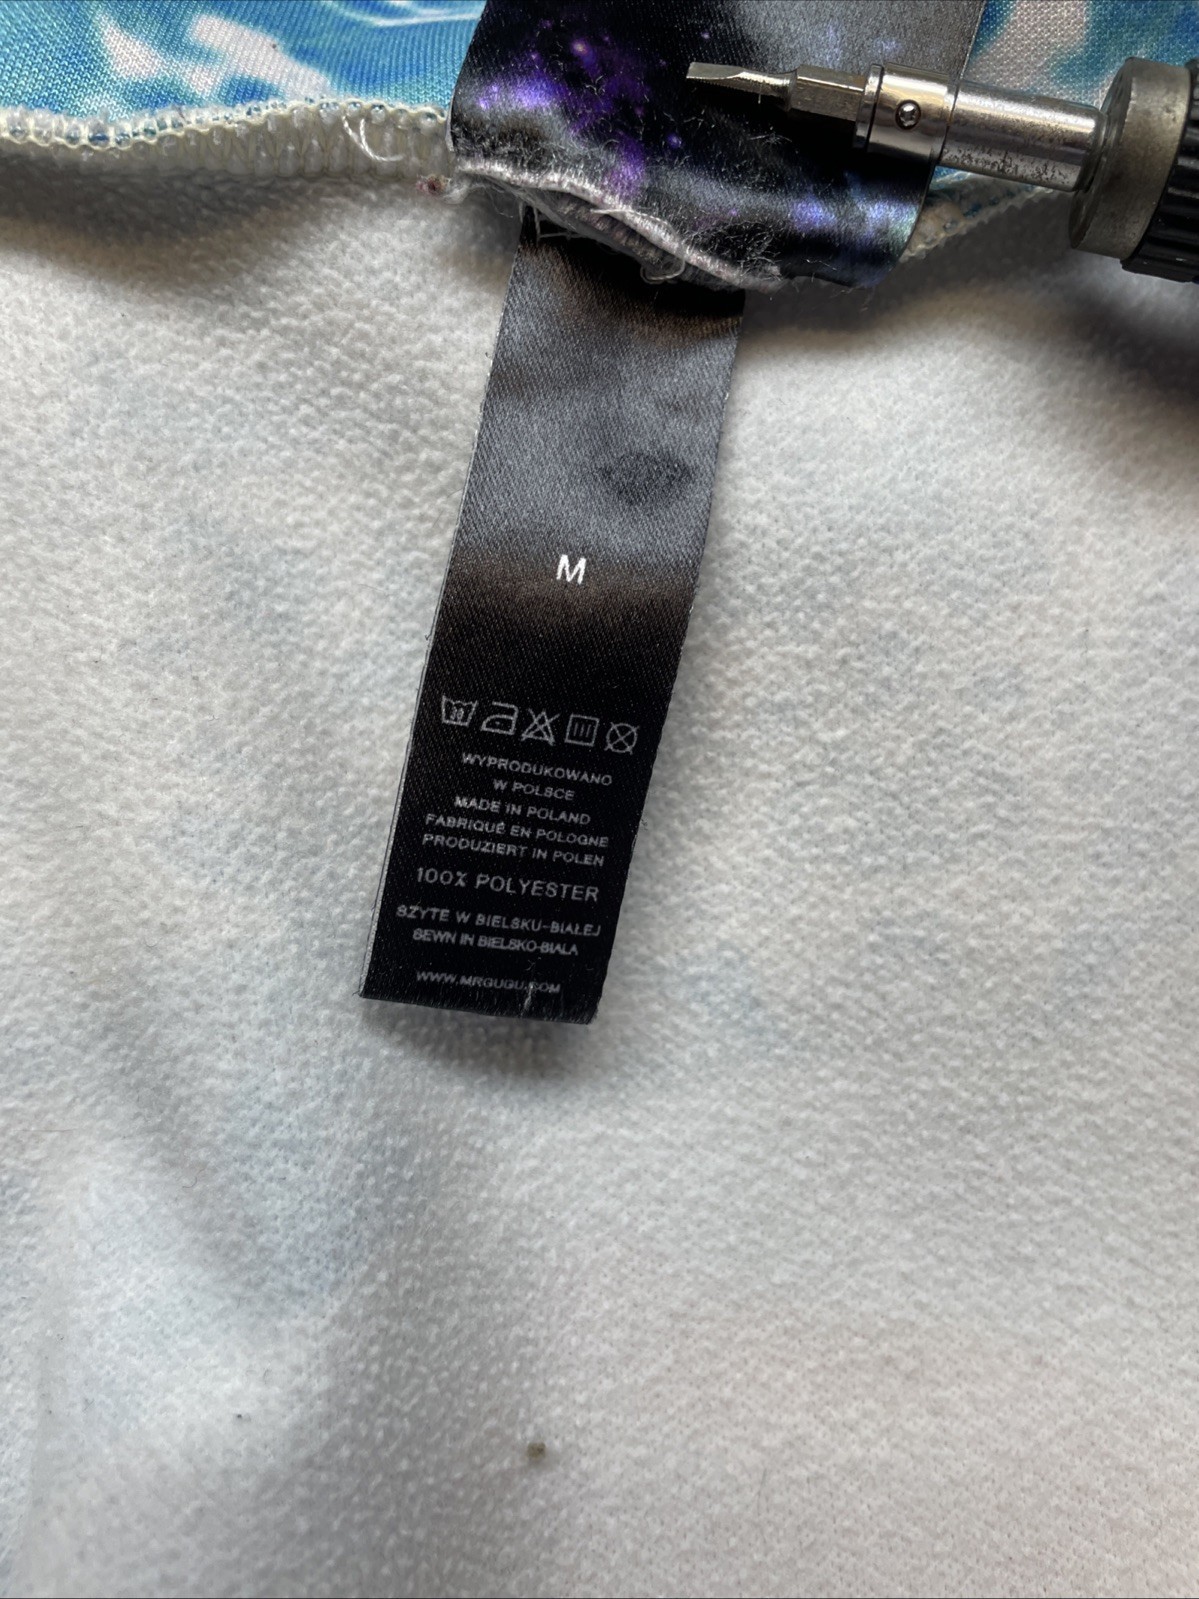 M
WYPRODUKOWANO
W POLSCE
MADE IN POLAND
FABRIQUÉ EN POLOGNE
PRODUZIERT IN POLEN
100% POLYESTER
SZYTE W BIELSKU-BIAŁEJ
SEWN IN BIELSKO-BIALA
WWW.MRGUGU.COM